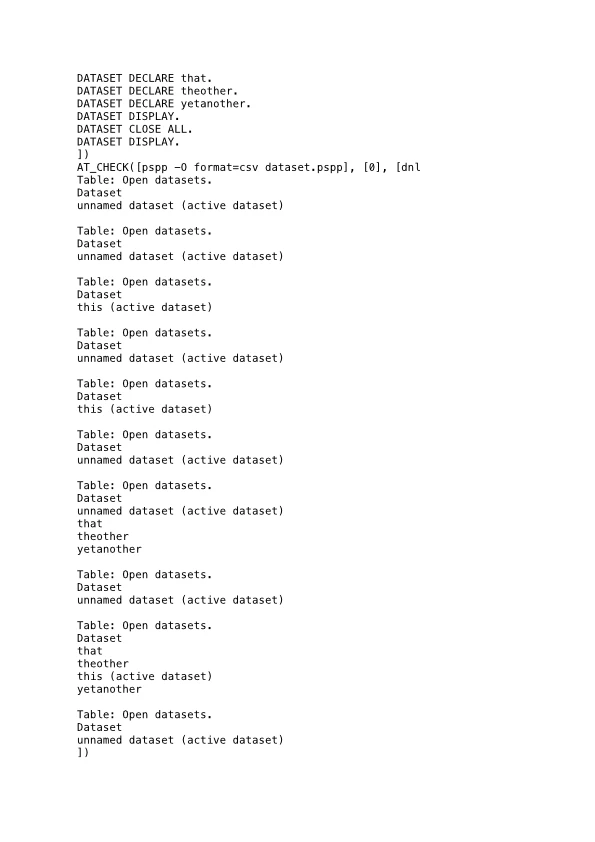 DATASET DECLARE that.
DATASET DECLARE theother.
DATASET DECLARE yetanother.
DATASET DISPLAY.
DATASET CLOSE ALL.
DATASET DISPLAY.
])
AT_CHECK([pspp -O format=csv dataset.pspp], [0], [dnl
Table: Open datasets.
Dataset
unnamed dataset (active dataset)

Table: Open datasets.
Dataset
unnamed dataset (active dataset)

Table: Open datasets.
Dataset
this (active dataset)

Table: Open datasets.
Dataset
unnamed dataset (active dataset)

Table: Open datasets.
Dataset
this (active dataset)

Table: Open datasets.
Dataset
unnamed dataset (active dataset)

Table: Open datasets.
Dataset
unnamed dataset (active dataset)
that
theother
yetanother

Table: Open datasets.
Dataset
unnamed dataset (active dataset)

Table: Open datasets.
Dataset
that
theother
this (active dataset)
yetanother

Table: Open datasets.
Dataset
unnamed dataset (active dataset)
])